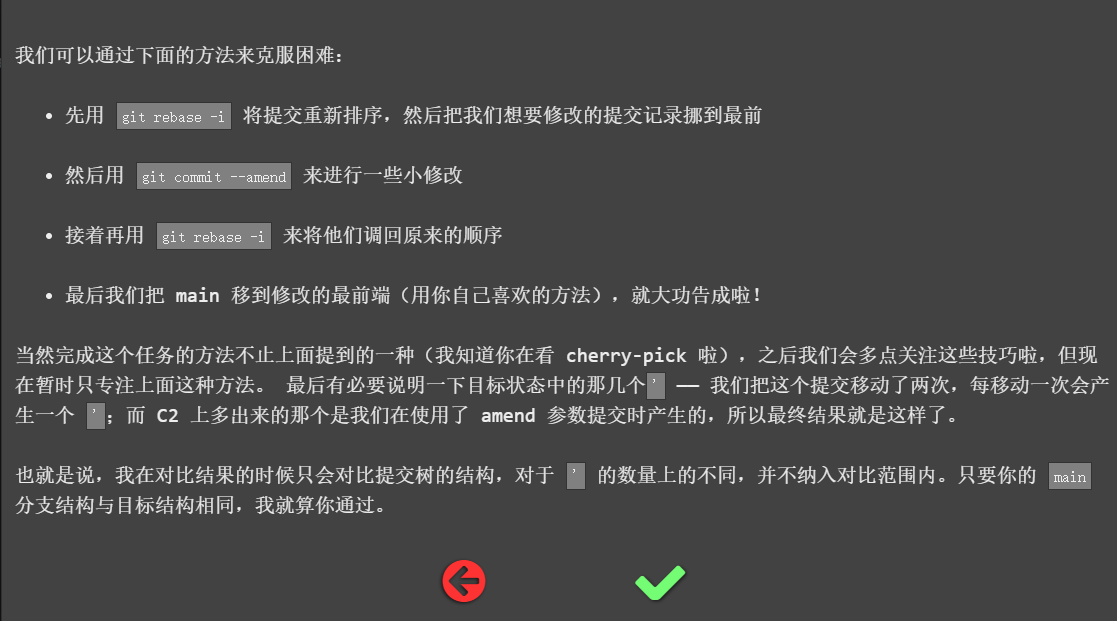 我们可以通过下面的方法来克服困难：
• 先用 git rebase -i 将提交重新排序，然后把我们想要修改的提交记录挪到最前
• 然后用 git commit --amend 来进行一些小修改
• 接着再用 git rebase -i 来将他们调回原来的顺序
• 最后我们把 main 移到修改的最前端（用你自己喜欢的方法），就大功告成啦！
当然完成这个任务的方法不止上面提到的一种（我知道你在看 cherry-pick 啦），之后我们会多点关注这些技巧啦，但现
在暂时只专注上面这种方法。 最后有必要说明一下目标状态中的那几个' —— 我们把这个提交移动了两次，每移动一次会产
生一个 '；而 C2 上多出来的那个是我们在使用了 amend 参数提交时产生的，所以最终结果就是这样了。
也就是说，我在对比结果的时候只会对比提交树的结构，对于 ' 的数量上的不同，并不纳入对比范围内。只要你的 main
分支结构与目标结构相同，我就算你通过。